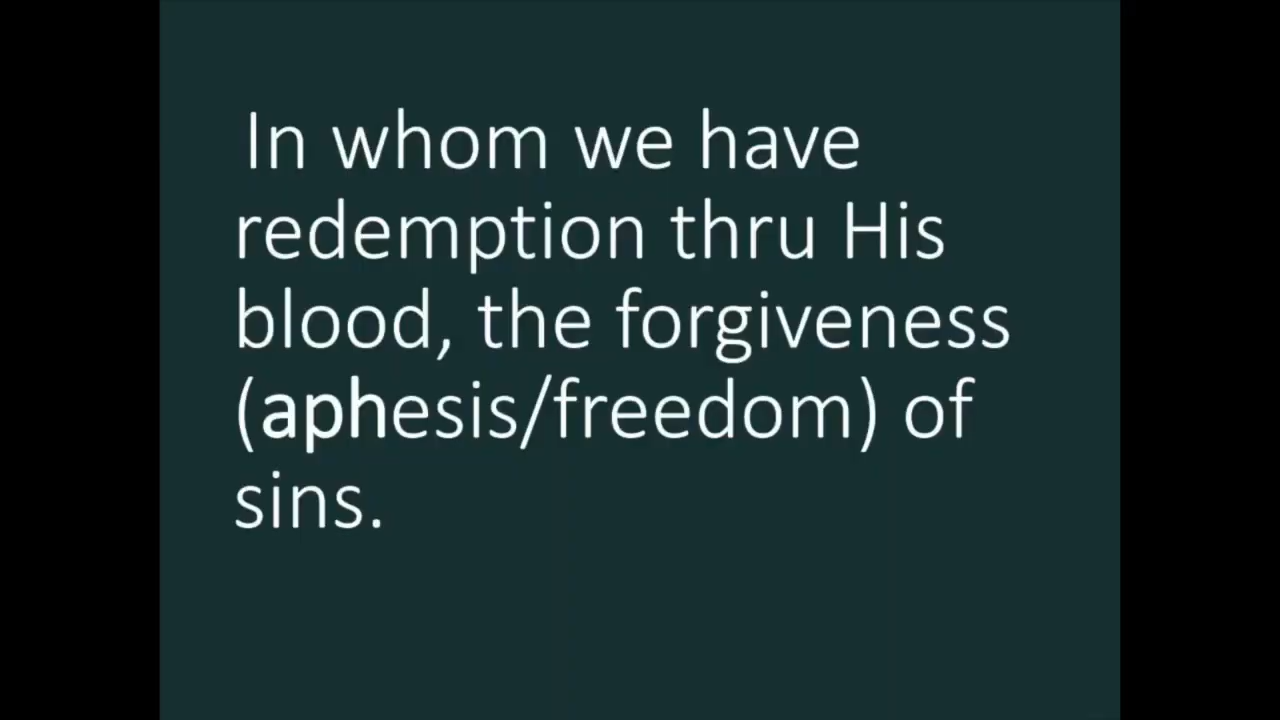 In whom we have
redemption thru His
blood, the forgiveness
(aphesis/freedom) of
sins.